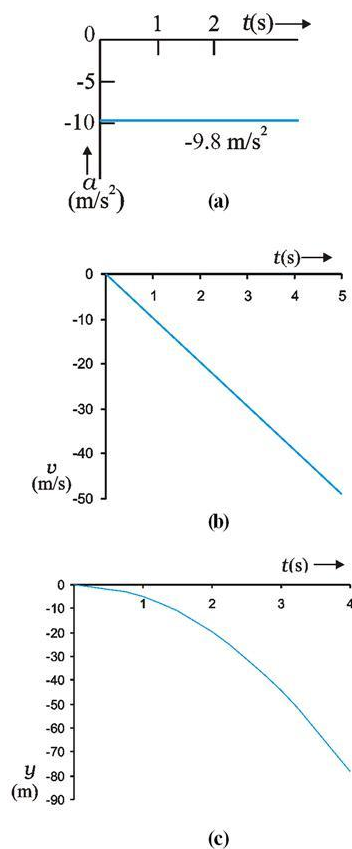 0 1 2 t(s)
-5
-10
-9.8 m/s²
a
(m/s²)
(a)
t(s)
0 1 2 3 4 5
-10
-20
-30
-40
v
(m/s)
-50
(b)
t(s)
0 1 2 3 4
-10
-20
-30
-40
-50
-60
-70
y
-80
(m)
-90
(c)